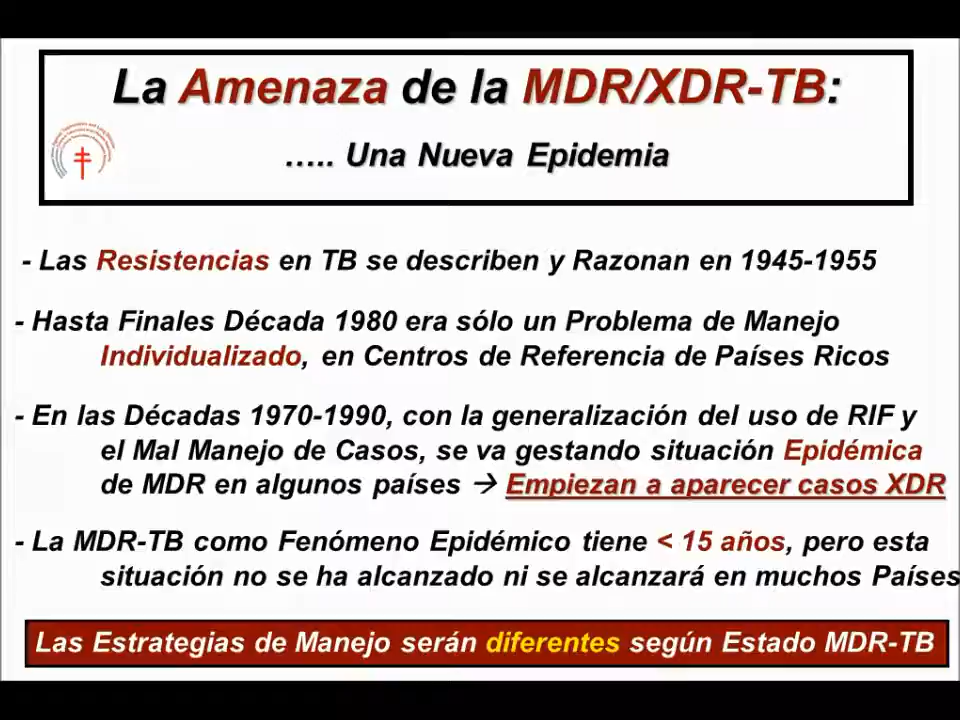 La Amenaza de la MDR/XDR-TB:
….. Una Nueva Epidemia
- Las Resistencias en TB se describen y Razonan en 1945-1955
- Hasta Finales Década 1980 era sólo un Problema de Manejo
Individualizado, en Centros de Referencia de Países Ricos
- En las Décadas 1970-1990, con la generalización del uso de RIF y
el Mal Manejo de Casos, se va gestando situación Epidémica
de MDR en algunos países → Empiezan a aparecer casos XDR
- La MDR-TB como Fenómeno Epidémico tiene < 15 años, pero esta
situación no se ha alcanzado ni se alcanzará en muchos Países
Las Estrategias de Manejo serán diferentes según Estado MDR-TB